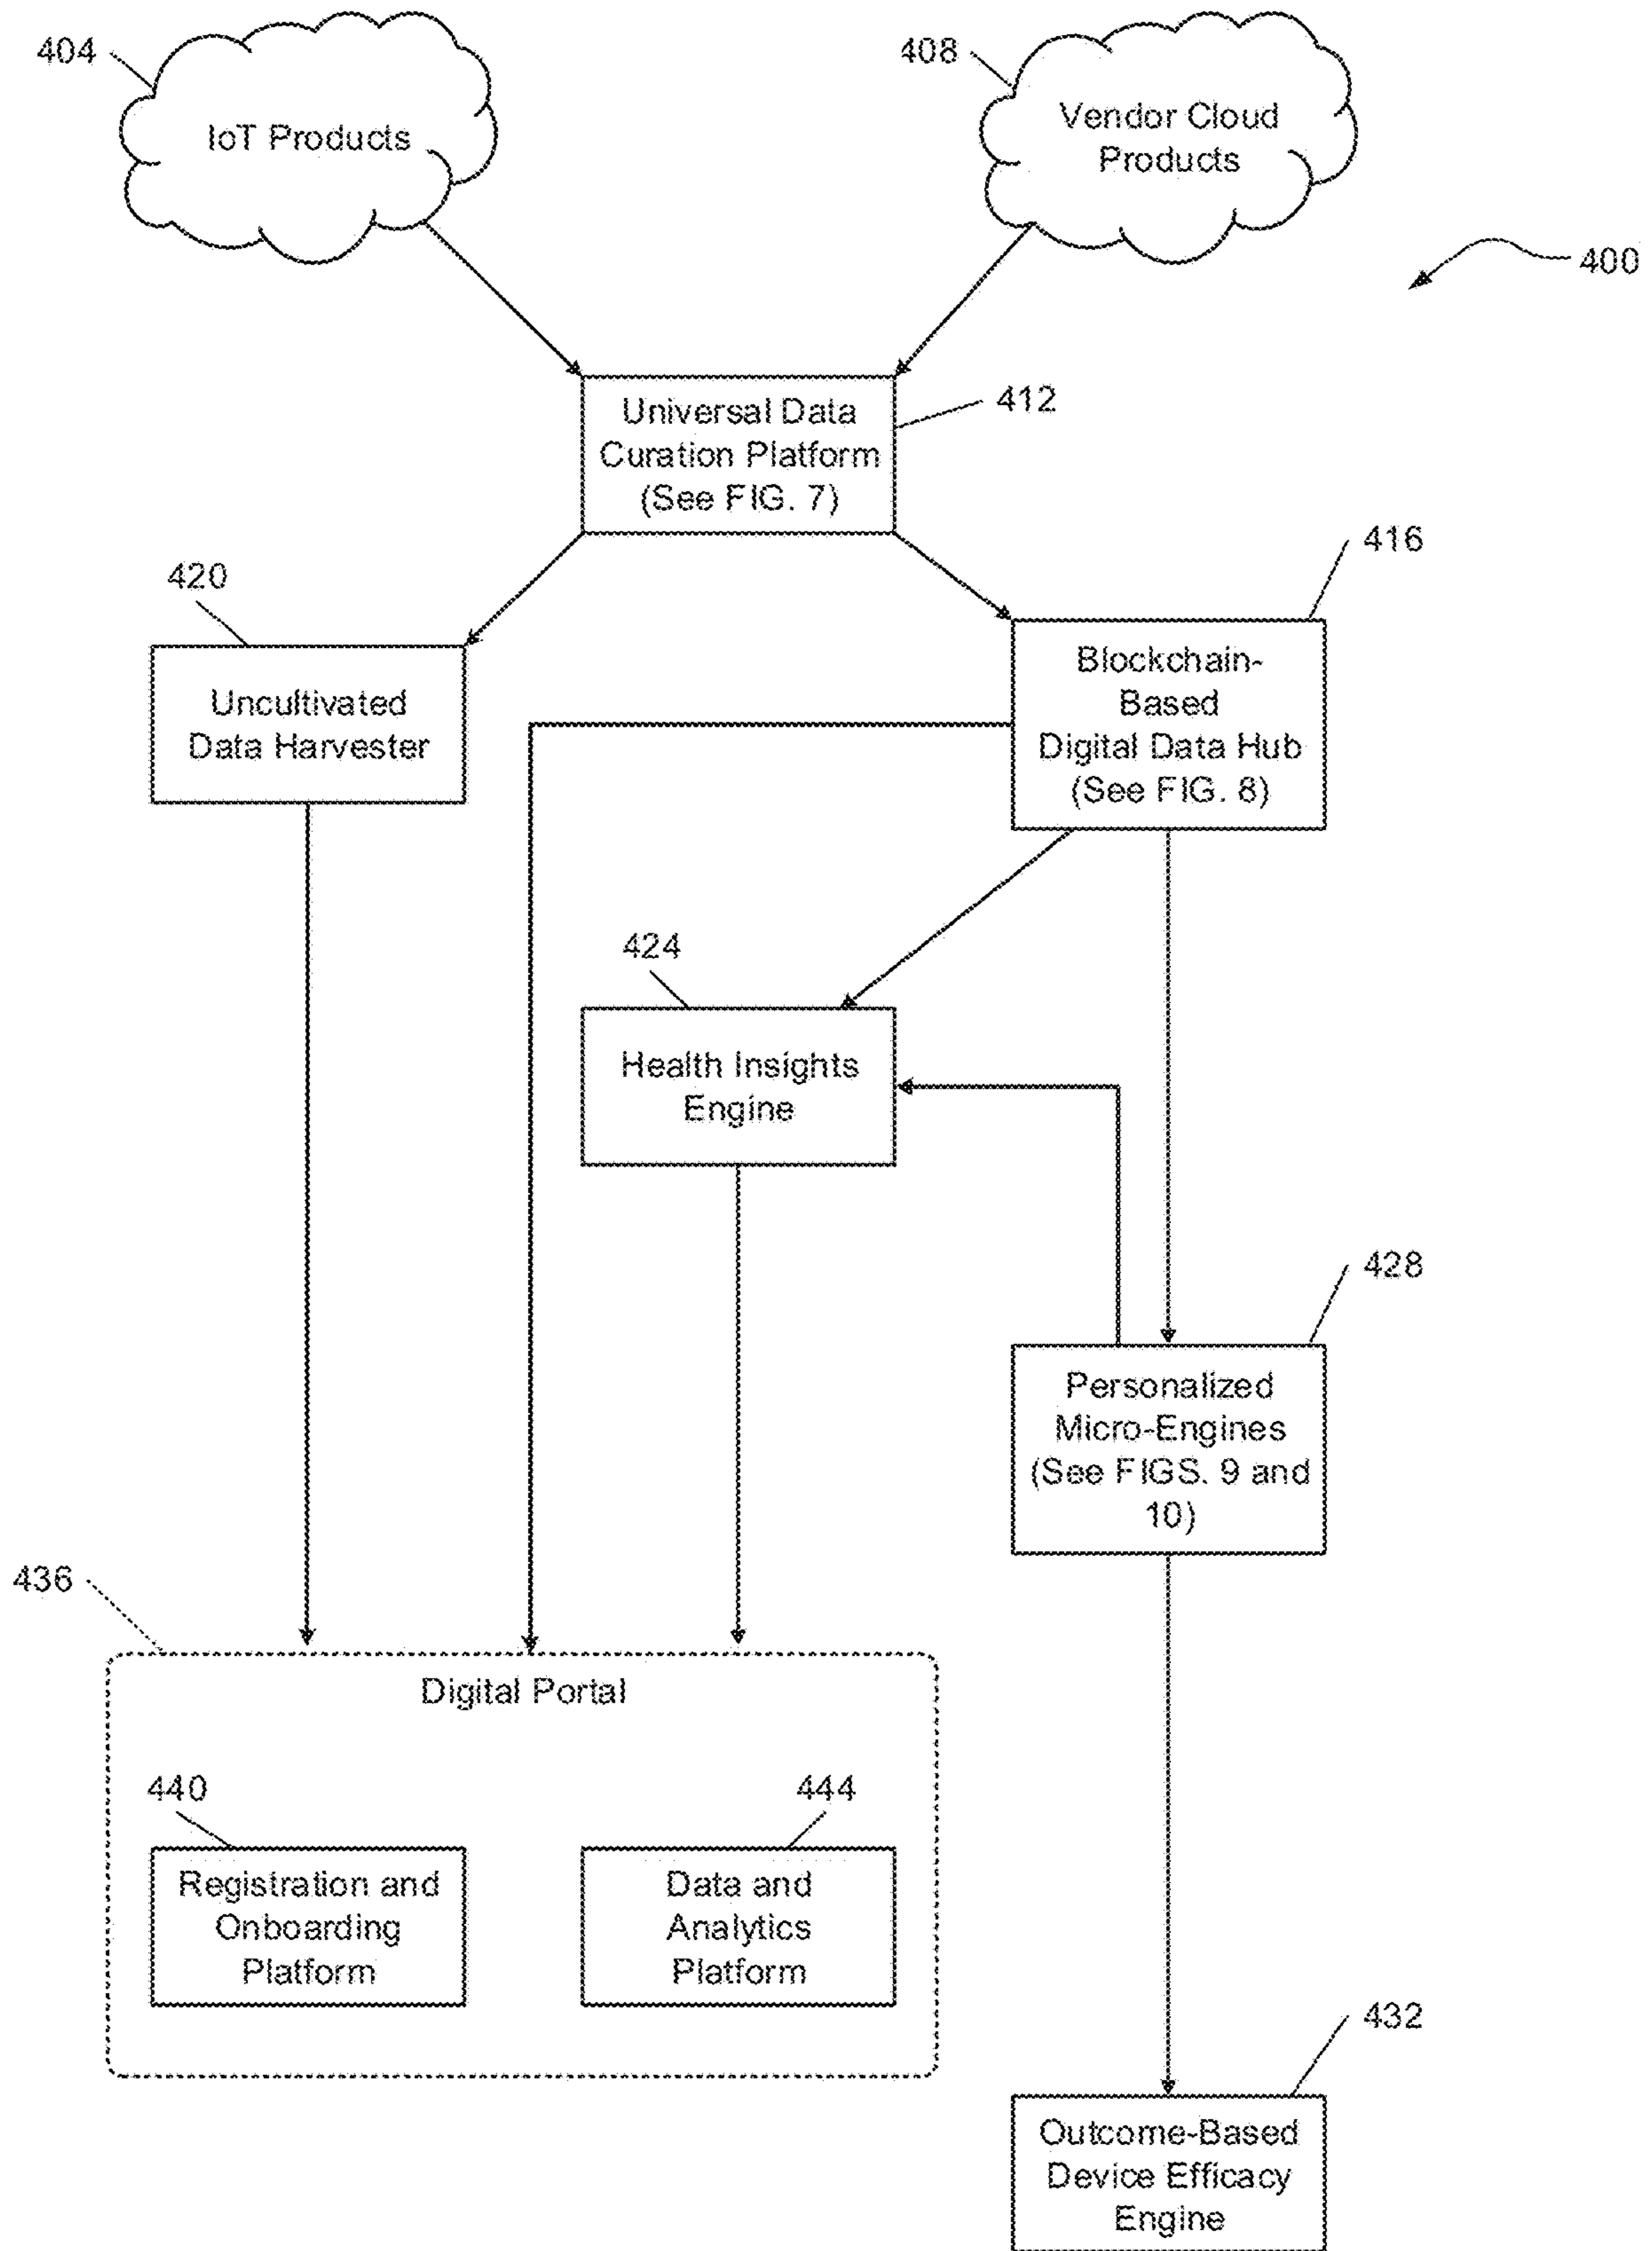 404
IoT Products
408
Vendor Cloud
Products
400
Universal Data
Curation Platform
(See FIG. 7)
412
416
420
Uncultivated
Data Harvester
Blockchain-
Based
Digital Data Hub
(See FIG. 8)
424
Health Insights
Engine
428
Personalized
Micro-Engines
(See FIGS. 9 and
10)
436
Digital Portal
440
Registration and
Onboarding
Platform
444
Data and
Analytics
Platform
432
Outcome-Based
Device Efficacy
Engine